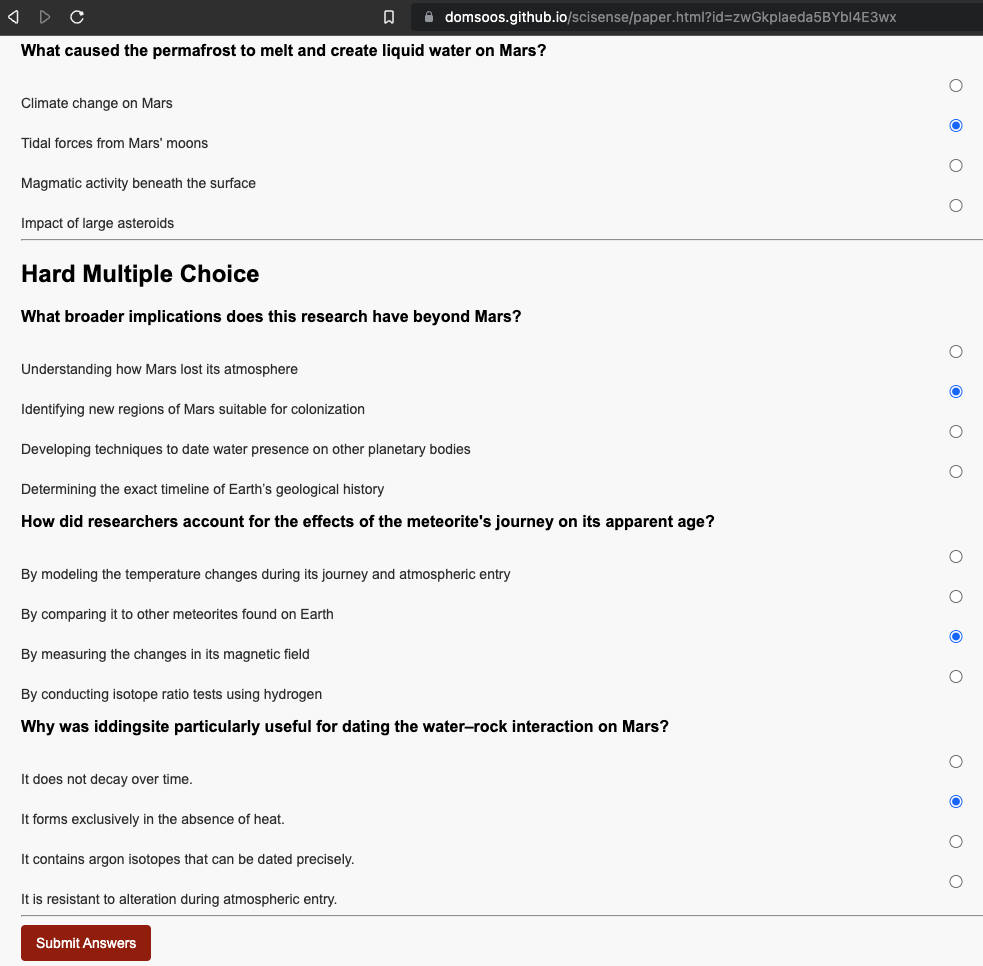 domsoos.github.io/scisense/paper.html?id=zwGkplaeda5BYbl4E3wx
What caused the permafrost to melt and create liquid water on Mars?
Climate change on Mars
Tidal forces from Mars' moons
Magmatic activity beneath the surface
Impact of large asteroids
Hard Multiple Choice
What broader implications does this research have beyond Mars?
Understanding how Mars lost its atmosphere
Identifying new regions of Mars suitable for colonization
Developing techniques to date water presence on other planetary bodies
Determining the exact timeline of Earth's geological history
How did researchers account for the effects of the meteorite's journey on its apparent age?
By modeling the temperature changes during its journey and atmospheric entry
By comparing it to other meteorites found on Earth
By measuring the changes in its magnetic field
By conducting isotope ratio tests using hydrogen
Why was iddingsite particularly useful for dating the water–rock interaction on Mars?
It does not decay over time.
It forms exclusively in the absence of heat.
It contains argon isotopes that can be dated precisely.
It is resistant to alteration during atmospheric entry.
Submit Answers